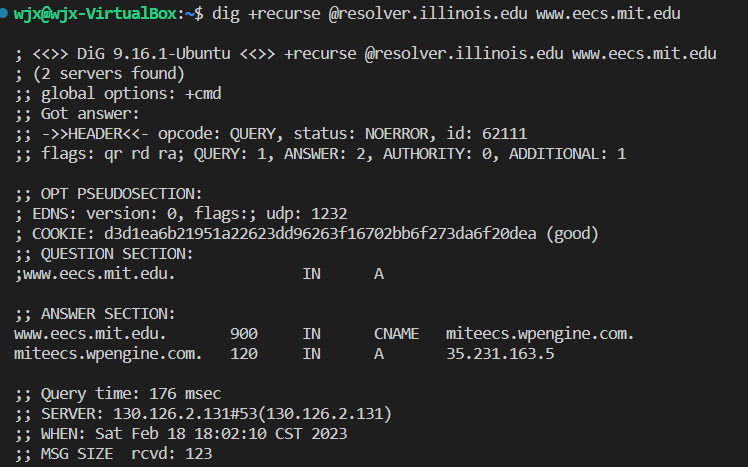 wjx@wjx-VirtualBox:~$ dig +recurse @resolver.illinois.edu www.eecs.mit.edu
; <<>> DiG 9.16.1-Ubuntu <<>> +recurse @resolver.illinois.edu www.eecs.mit.edu
; (2 servers found)
;; global options: +cmd
;; Got answer:
;; ->>HEADER<<- opcode: QUERY, status: NOERROR, id: 62111
;; flags: qr rd ra; QUERY: 1, ANSWER: 2, AUTHORITY: 0, ADDITIONAL: 1
;; OPT PSEUDOSECTION:
; EDNS: version: 0, flags:; udp: 1232
; COOKIE: d3d1ea6b21951a22623dd96263f16702bb6f273da6f20dea (good)
;; QUESTION SECTION:
;www.eecs.mit.edu. IN A
;; ANSWER SECTION:
www.eecs.mit.edu. 900 IN CNAME miteecs.wpengine.com.
miteecs.wpengine.com. 120 IN A 35.231.163.5
;; Query time: 176 msec
;; SERVER: 130.126.2.131#53(130.126.2.131)
;; WHEN: Sat Feb 18 18:02:10 CST 2023
;; MSG SIZE rcvd: 123